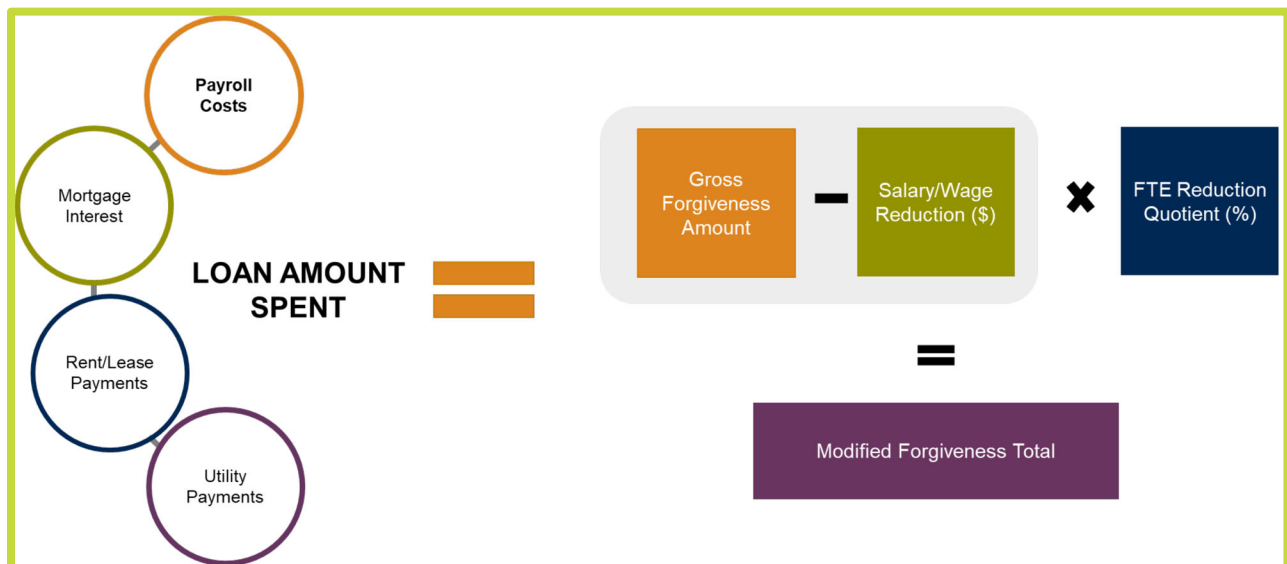 Payroll
Costs
Mortgage
Interest
Rent/Lease
Payments
Utility
Payments
LOAN AMOUNT
SPENT
=
Gross
Forgiveness
Amount
-
Salary/Wage
Reduction ($)
×
FTE Reduction
Quotient (%)
=
Modified Forgiveness Total